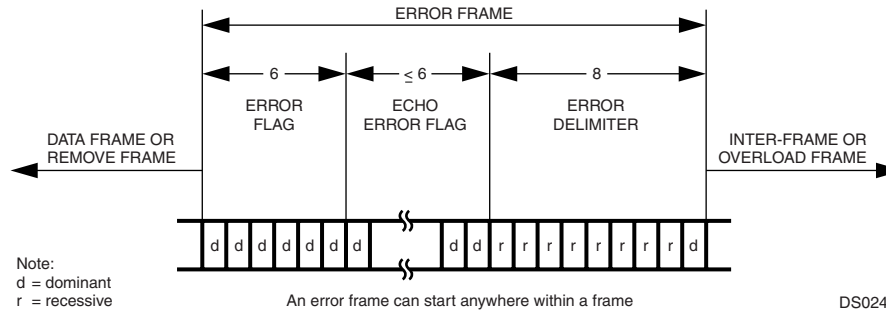 ERROR FRAME
6
≤ 6
8
ERROR
FLAG
ECHO
ERROR FLAG
ERROR
DELIMITER
DATA FRAME OR
REMOVE FRAME
INTER-FRAME OR
OVERLOAD FRAME
d d d d d d d d d r r r r r r r r d
Note:
d = dominant
r = recessive
An error frame can start anywhere within a frame
DS024